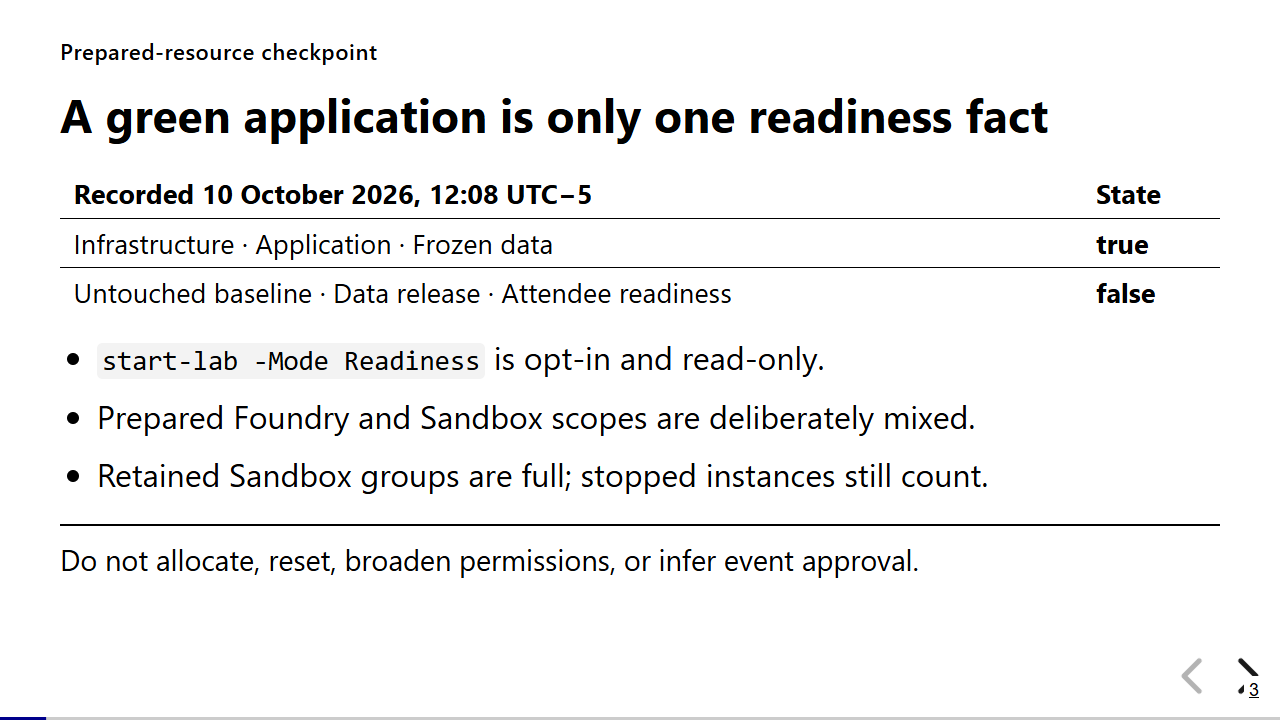 Prepared-resource checkpoint
A green application is only one readiness fact
Recorded 10 October 2026, 12:08 UTC−5 State
Infrastructure · Application · Frozen data true
Untouched baseline · Data release · Attendee readiness false
• start-lab -Mode Readiness is opt-in and read-only.
• Prepared Foundry and Sandbox scopes are deliberately mixed.
• Retained Sandbox groups are full; stopped instances still count.
Do not allocate, reset, broaden permissions, or infer event approval.
3